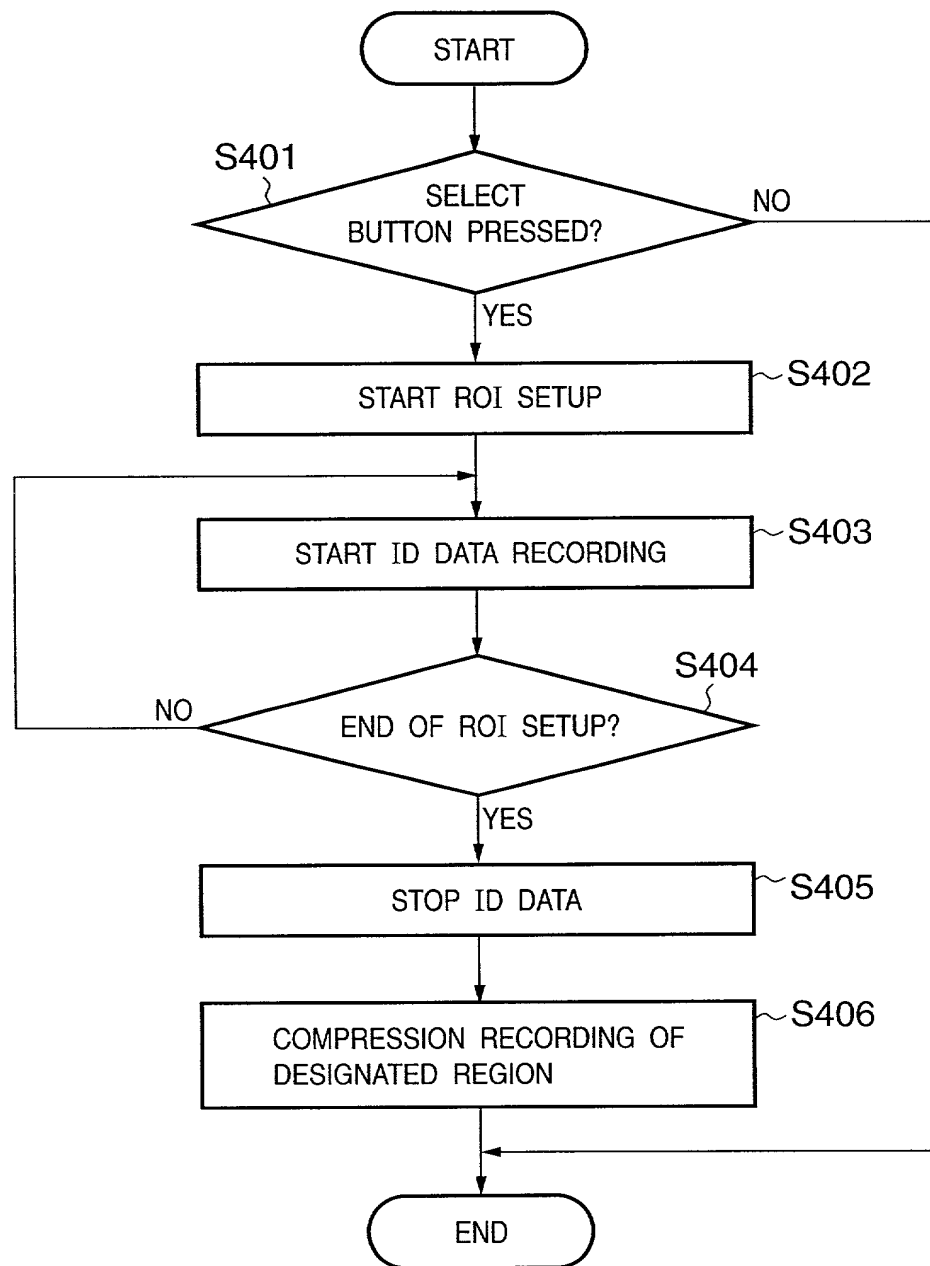 START
S401
SELECT
BUTTON PRESSED?
NO
YES
START ROI SETUP
S402
START ID DATA RECORDING
S403
S404
END OF ROI SETUP?
NO
YES
STOP ID DATA
S405
COMPRESSION RECORDING OF
DESIGNATED REGION
S406
END